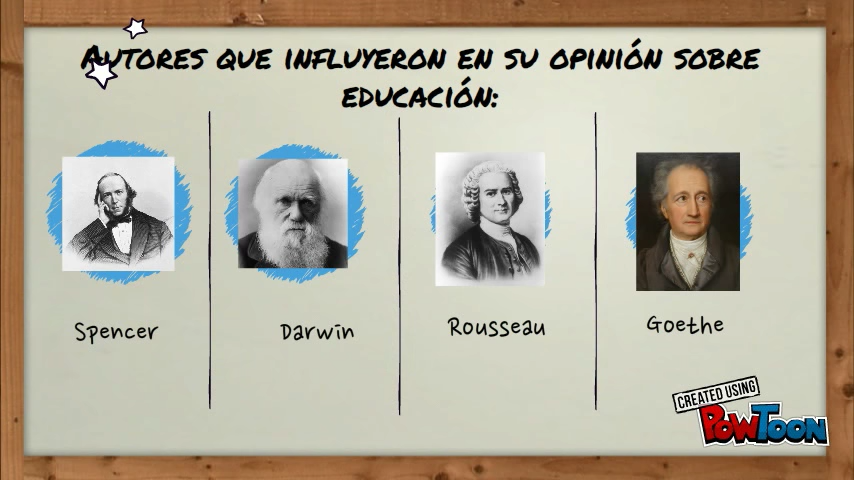 AUTORES QUE INFLUYERON EN SU OPINIÓN SOBRE
EDUCACIÓN:
Spencer
Darwin
Rousseau
Goethe
CREATED USING
POWTOON